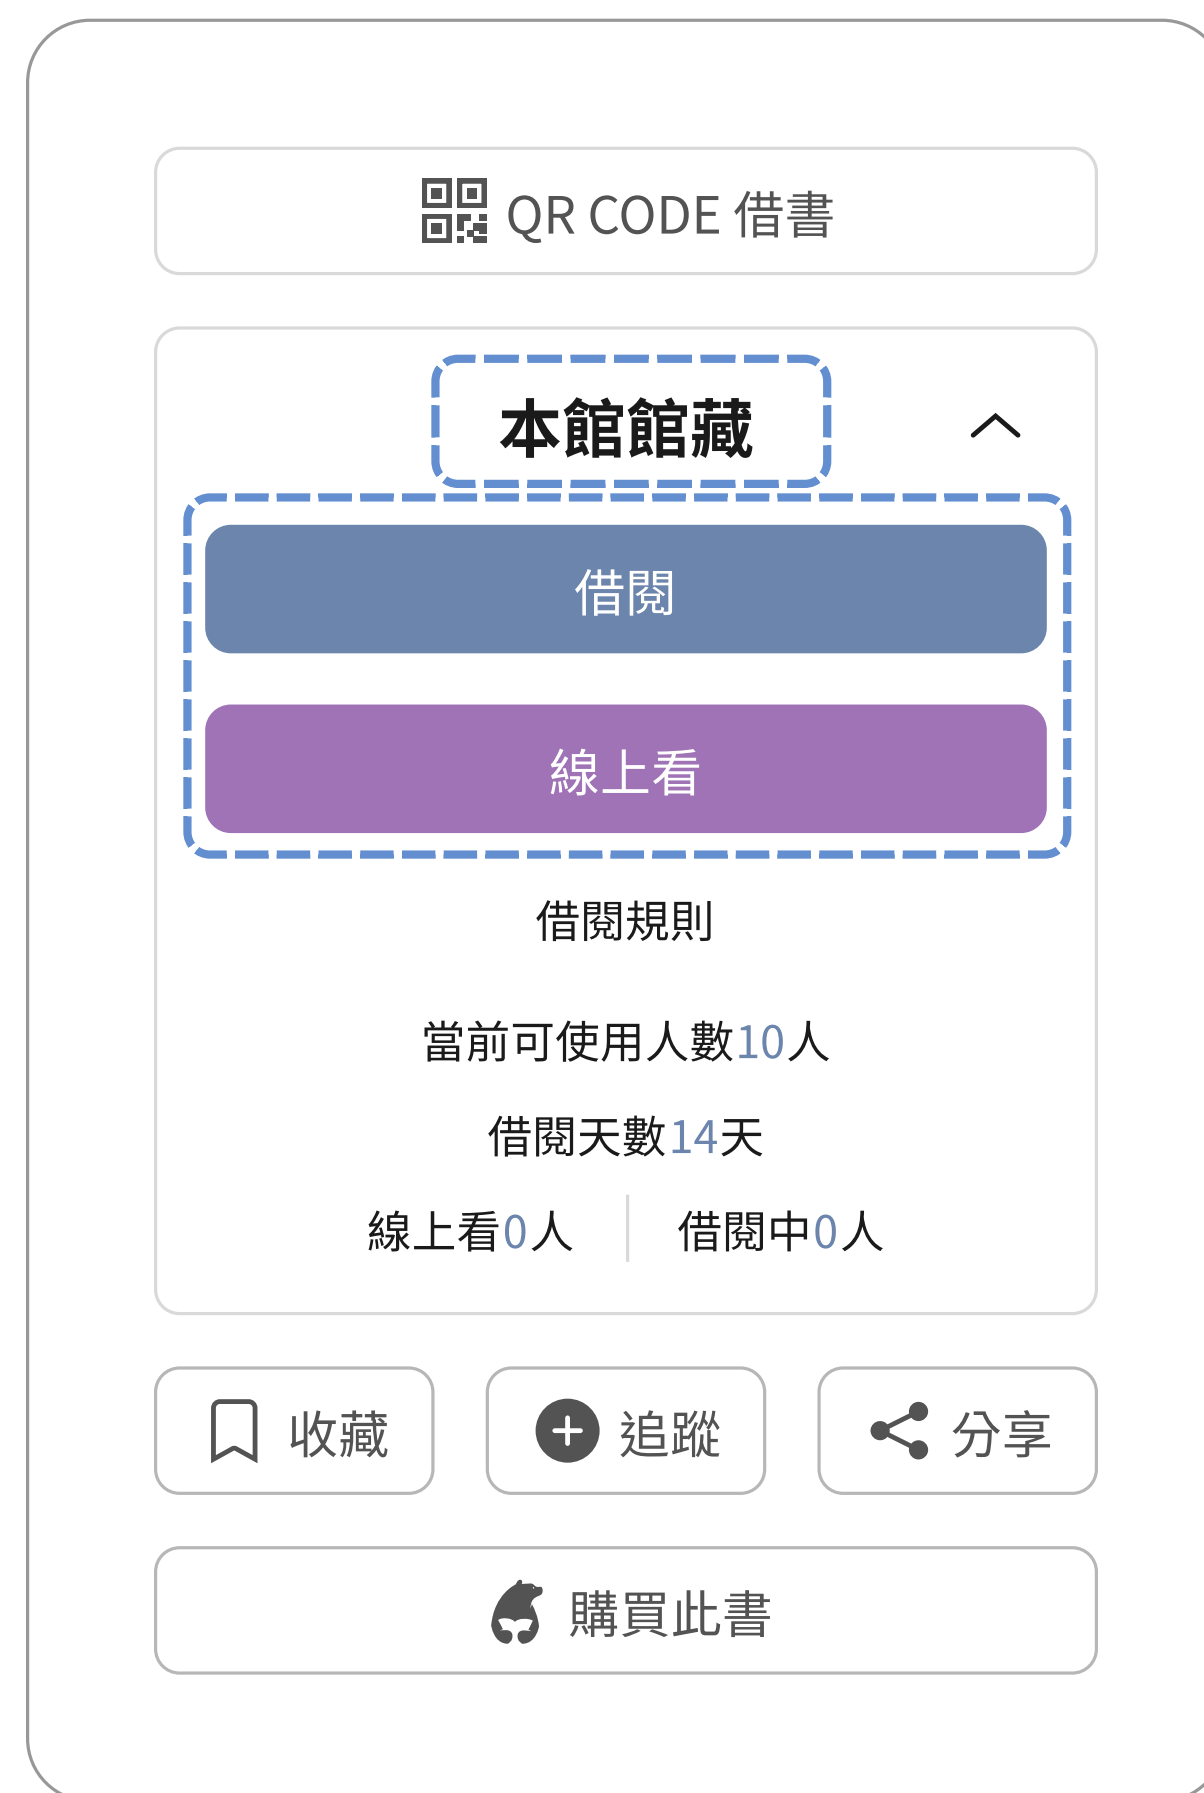 QR CODE 借書
本館館藏
借閱
線上看
借閱規則
當前可使用人數10人
借閱天數14天
線上看0人 借閱中0人
收藏 追蹤 分享
購買此書